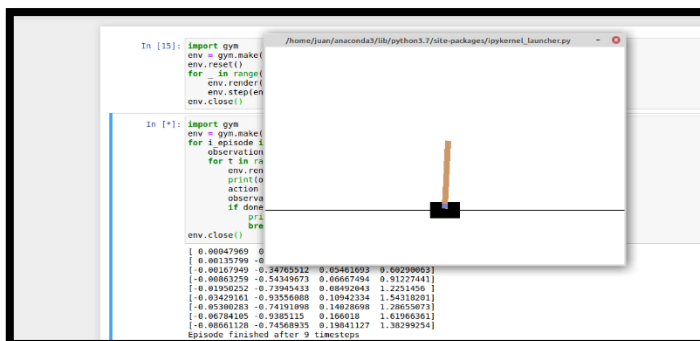 /home/juan/anaconda3/lib/python3.7/site-packages/ipykernel_launcher.py
In [15]: import gym
env = gym.make(
env.reset()
for _ in range(
env.render(
env.step(en
env.close()
In [*]: import gym
env = gym.make(
for i_episode i
observation
for t in ra
env.ren
print(o
action
observa
if done
pri
bre
env.close()
[ 0.00047969 0
[ 0.00135799 -0
[-0.00167949 -0.34765512 0.05461693 0.60290063]
[-0.00863259 -0.54349673 0.06667494 0.91227441]
[-0.01950252 -0.73945433 0.08492043 1.2251456 ]
[-0.03429161 -0.93556088 0.10942334 1.54318201]
[-0.05300283 -0.74191098 0.14028698 1.28655073]
[-0.06784105 -0.9385115 0.166018 1.61966361]
[-0.08661128 -0.74568935 0.19841127 1.38299254]
Episode finished after 9 timesteps